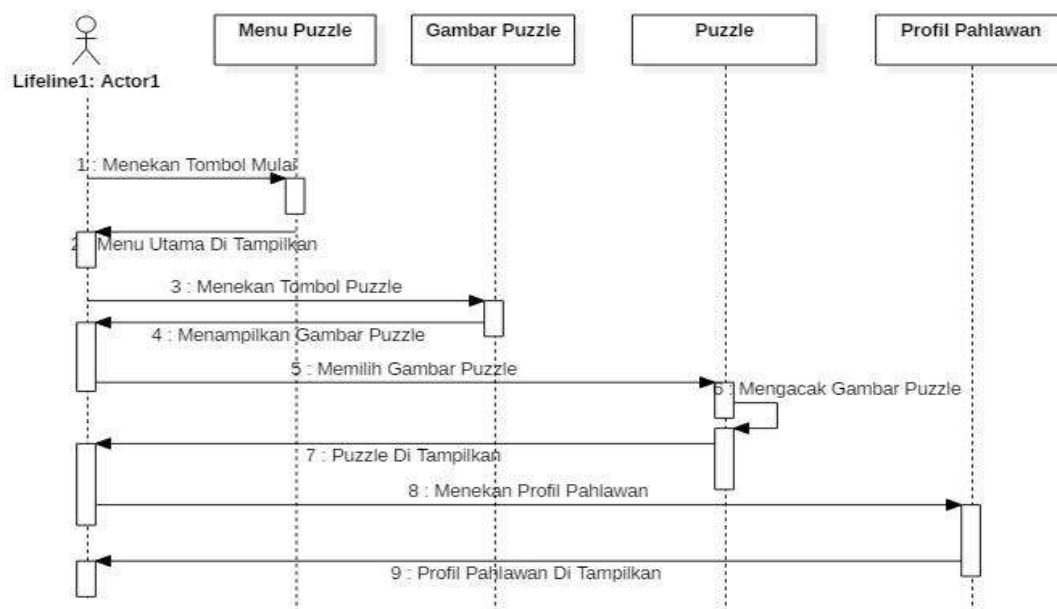 Menu Puzzle
Gambar Puzzle
Puzzle
Profil Pahlawan
Lifeline1: Actor1
1 : Menekan Tombol Mulai
2 : Menu Utama Di Tampilkan
3 : Menekan Tombol Puzzle
4 : Menampilkan Gambar Puzzle
5 : Memilih Gambar Puzzle
6 : Mengacak Gambar Puzzle
7 : Puzzle Di Tampilkan
8 : Menekan Profil Pahlawan
9 : Profil Pahlawan Di Tampilkan